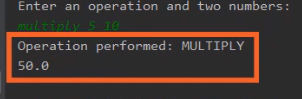 Enter an operation and two numbers:
multiply 5 10
Operation performed: MULTIPLY
50.0